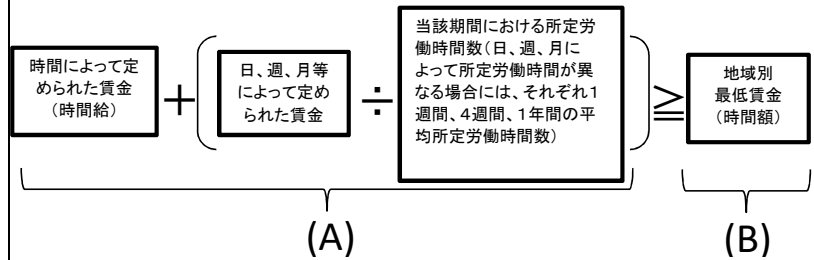 時間によって定
められた賃金
(時間給)
＋
日、週、月等
によって定め
られた賃金
÷
当該期間における所定労
働時間数(日、週、月に
よって所定労働時間が異
なる場合には、それぞれ1
週間、4週間、1年間の平
均所定労働時間数)
≧
地域別
最低賃金
(時間額)
(A)
(B)